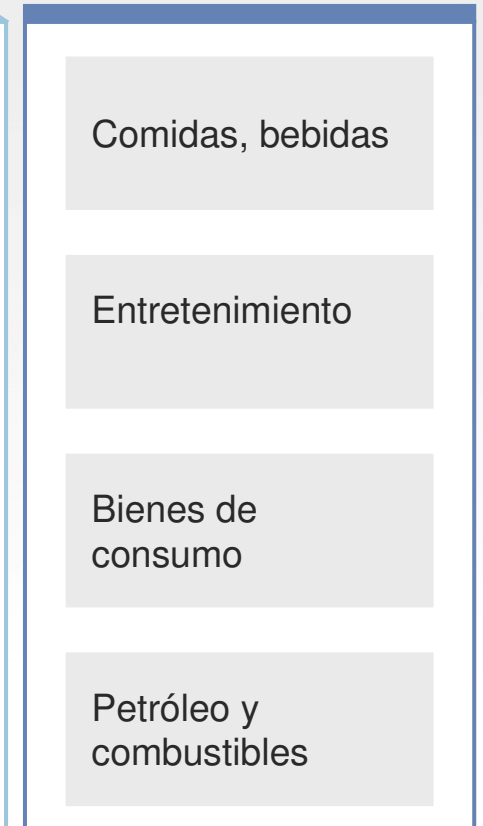 Comidas, bebidas
Entretenimiento
Bienes de
consumo
Petróleo y
combustibles